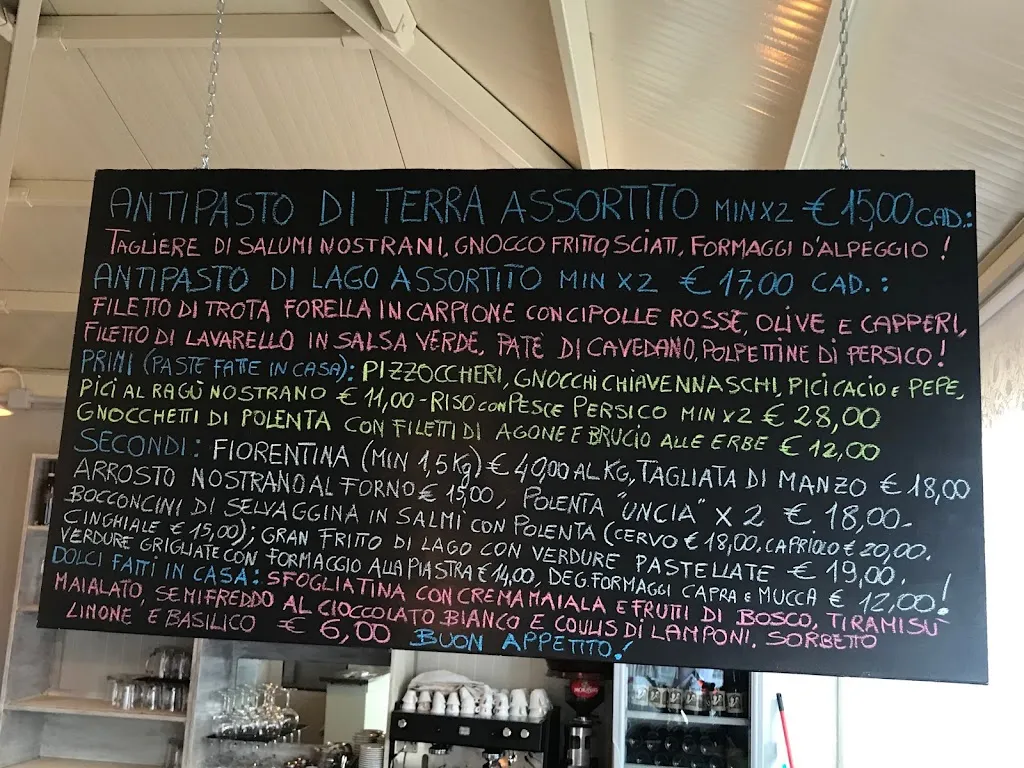 ANTIPASTO DI TERRA ASSORTITO MIN X2 € 15,00 CAD.:
TAGLIERE DI SALUMI NOSTRANI, GNOCCO FRITTO, SCIATT, FORMAGGI D'ALPEGGIO!
ANTIPASTO DI LAGO ASSORTITO MIN X2 € 17,00 CAD.:
FILETTO DI TROTA FORELLA IN CARPIONE CON CIPOLLE ROSSE, OLIVE E CAPPERI,
FILETTO DI LAVARELLO IN SALSA VERDE, PATÈ DI CAVEDANO, POLPETTINE DI PERSICO!
PRIMI (PASTE FATTE IN CASA): PIZZOCCHERI, GNOCCHI CHIAVENNASCHI, PICI CACIO E PEPE,
PICI AL RAGÙ NOSTRANO € 11,00 - RISO CON PESCE PERSICO MIN X2 € 28,00
GNOCCHETTI DI POLENTA CON FILETTI DI AGONE E BRUCIO ALLE ERBE € 12,00
SECONDI: FIORENTINA (MIN 1,5 Kg) € 40,00 AL KG, TAGLIATA DI MANZO € 18,00
ARROSTO NOSTRANO AL FORNO € 15,00, POLENTA "UNCIA" X 2 € 18,00-
BOCCONCINI DI SELVAGGINA IN SALMÌ CON POLENTA (CERVO € 18,00, CAPRIOLO € 20,00.
CINGHIALE € 15,00); GRAN FRITTO DI LAGO CON VERDURE PASTELLATE € 19,00.
VERDURE GRIGLIATE CON FORMAGGIO ALLA PIASTRA € 14,00, DEG. FORMAGGI CAPRA E MUCCA € 12,00!
DOLCI FATTI IN CASA: SFOGLIATINA CON CREMA MAIALA E FRUTTI DI BOSCO, TIRAMISÙ
MAIALATO, SEMIFREDDO AL CIOCCOLATO BIANCO E COULIS DI LAMPONI, SORBETTO
LIMONE E BASILICO € 6,00 BUON APPETITO!